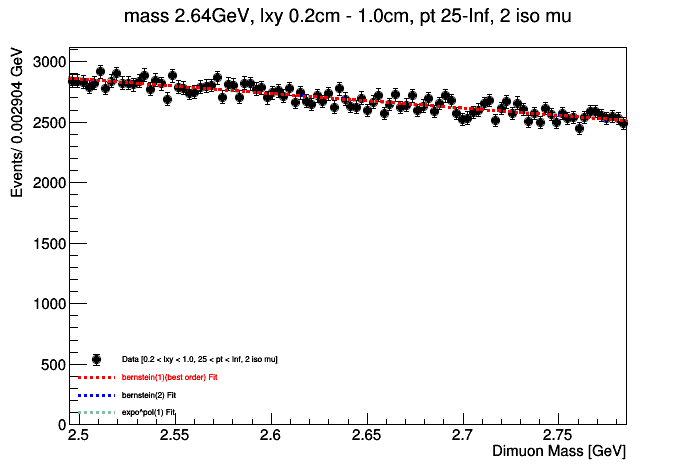 mass 2.64GeV, lxy 0.2cm - 1.0cm, pt 25-Inf, 2 iso mu
Events/ 0.002904 GeV
3000
2500
2000
1500
1000
500
0
Data [0.2 < lxy < 1.0, 25 < pt < Inf, 2 iso mu]
bernstein(1)(best order) Fit
bernstein(2) Fit
expo^pol(1) Fit
2.5 2.55 2.6 2.65 2.7 2.75
Dimuon Mass [GeV]